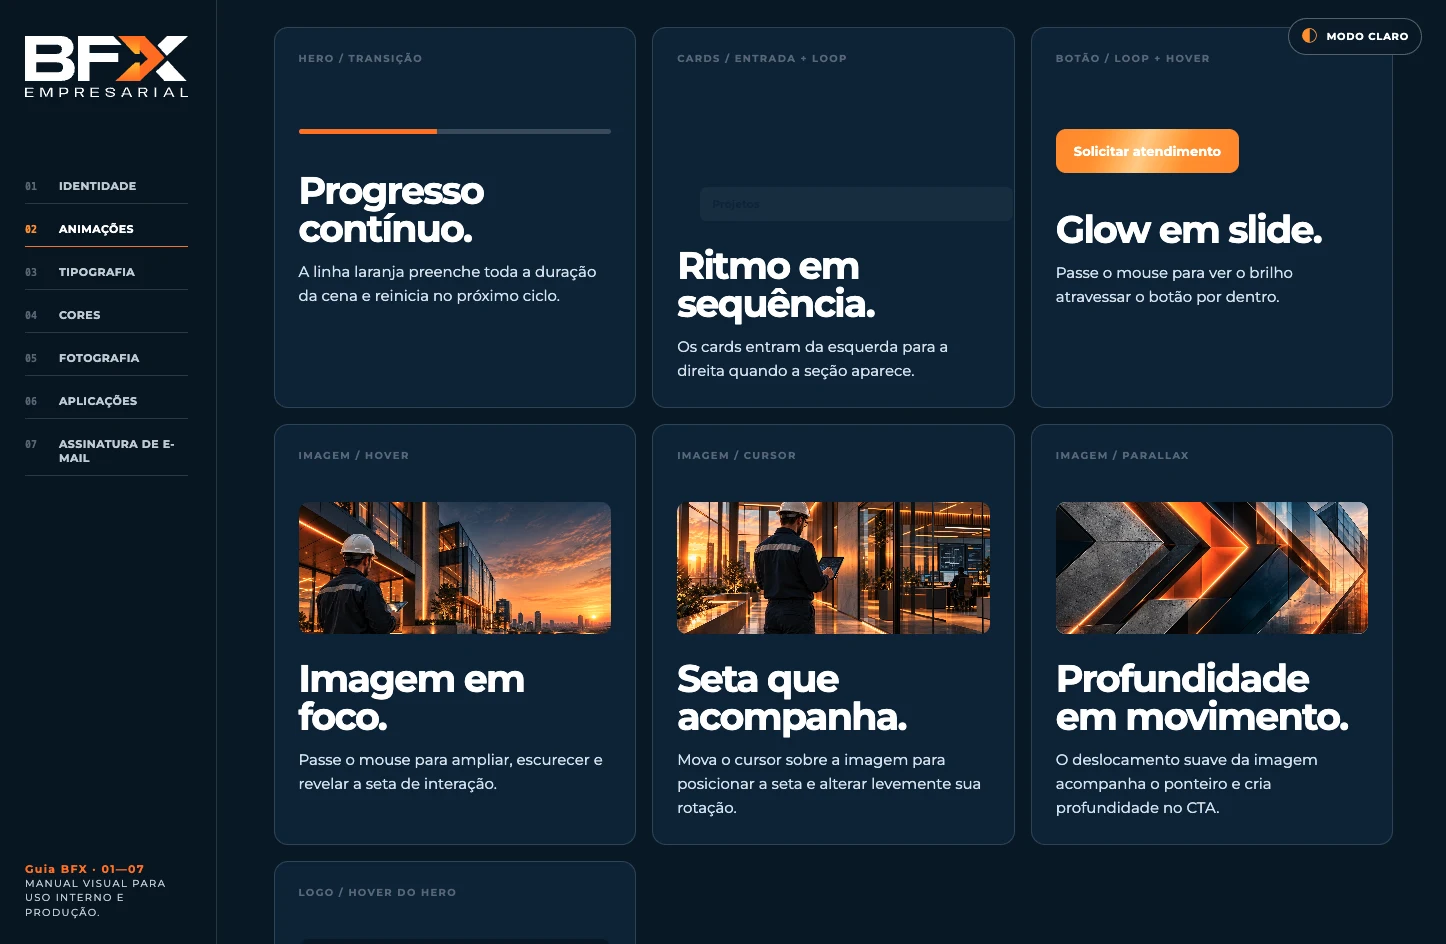 BFX
EMPRESARIAL
01 IDENTIDADE
02 ANIMAÇÕES
03 TIPOGRAFIA
04 CORES
05 FOTOGRAFIA
06 APLICAÇÕES
07 ASSINATURA DE E-
MAIL
Guia BFX · 01—07
MANUAL VISUAL PARA
USO INTERNO E
PRODUÇÃO.
MODO CLARO
HERO / TRANSIÇÃO
Progresso
contínuo.
A linha laranja preenche toda a duração
da cena e reinicia no próximo ciclo.
CARDS / ENTRADA + LOOP
Projetos
Ritmo em
sequência.
Os cards entram da esquerda para a
direita quando a seção aparece.
BOTÃO / LOOP + HOVER
Solicitar atendimento
Glow em slide.
Passe o mouse para ver o brilho
atravessar o botão por dentro.
IMAGEM / HOVER
Imagem em
foco.
Passe o mouse para ampliar, escurecer e
revelar a seta de interação.
IMAGEM / CURSOR
Seta que
acompanha.
Mova o cursor sobre a imagem para
posicionar a seta e alterar levemente sua
rotação.
IMAGEM / PARALLAX
Profundidade
em movimento.
O deslocamento suave da imagem
acompanha o ponteiro e cria
profundidade no CTA.
LOGO / HOVER DO HERO